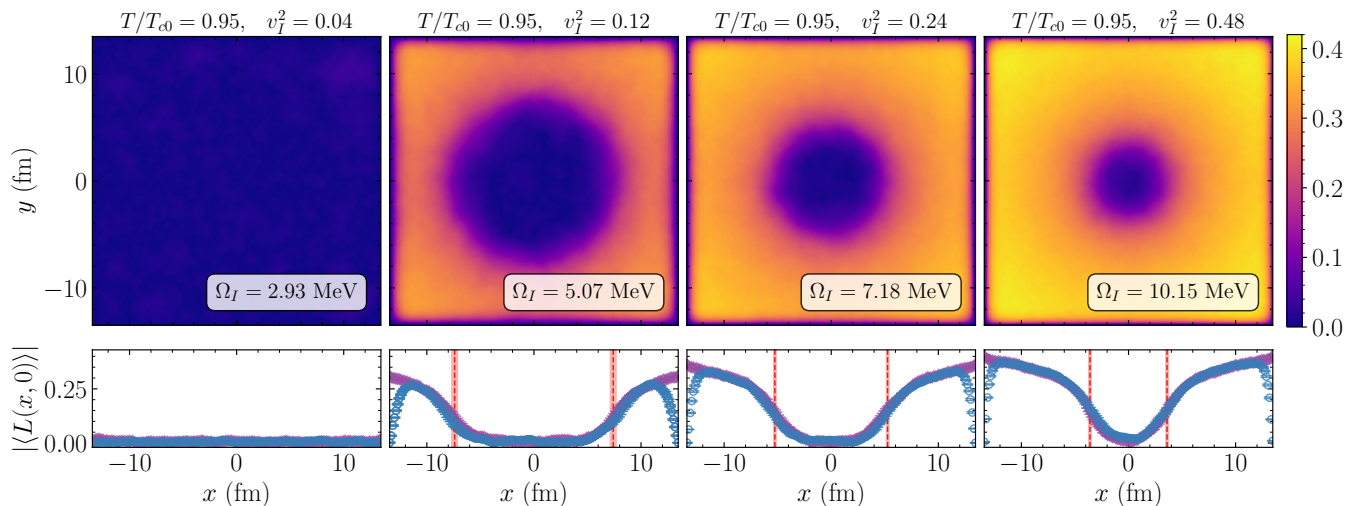 T/T_{c0} = 0.95, v_I^2 = 0.04
T/T_{c0} = 0.95, v_I^2 = 0.12
T/T_{c0} = 0.95, v_I^2 = 0.24
T/T_{c0} = 0.95, v_I^2 = 0.48
y (fm)
10
0
−10
Ω_I = 2.93 MeV
Ω_I = 5.07 MeV
Ω_I = 7.18 MeV
Ω_I = 10.15 MeV
0.4
0.3
0.2
0.1
0.0
|⟨L(x, 0)⟩|
0.25
0.00
−10 0 10
−10 0 10
−10 0 10
−10 0 10
x (fm)
x (fm)
x (fm)
x (fm)